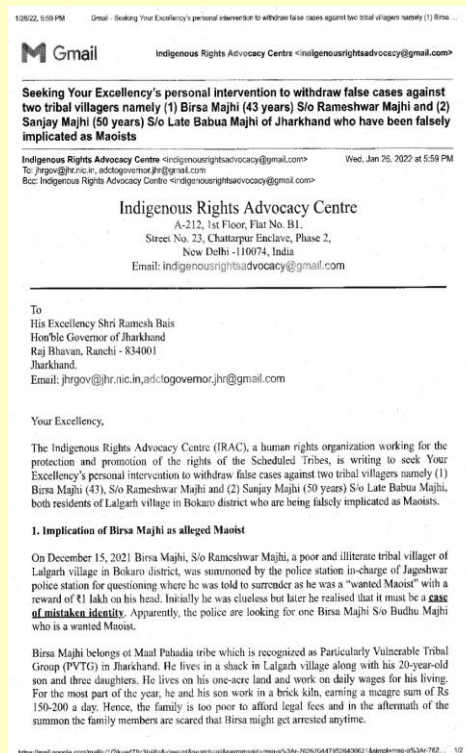 1/28/22, 5:59 PM Gmail - Seeking Your Excellency's personal intervention to withdraw false cases against two tribal villagers namely (1) Birsa ...
Gmail Indigenous Rights Advocacy Centre <indigenousrightsadvocacy@gmail.com>
Seeking Your Excellency's personal intervention to withdraw false cases against
two tribal villagers namely (1) Birsa Majhi (43 years) S/o Rameshwar Majhi and (2)
Sanjay Majhi (50 years) S/o Late Babua Majhi of Jharkhand who have been falsely
implicated as Maoists
Indigenous Rights Advocacy Centre <indigenousrightsadvocacy@gmail.com> Wed, Jan 26, 2022 at 5:59 PM
To: jhrgov@jhr.nic.in, adctogovernor.jhr@gmail.com
Bcc: Indigenous Rights Advocacy Centre <indigenousrightsadvocacy@gmail.com>
Indigenous Rights Advocacy Centre
A-212, 1st Floor, Flat No. B1,
Street No. 23, Chattarpur Enclave, Phase 2,
New Delhi -110074, India
Email: indigenousrightsadvocacy@gmail.com
To
His Excellency Shri Ramesh Bais
Hon'ble Governor of Jharkhand
Raj Bhavan, Ranchi - 834001
Jharkhand.
Email: jhrgov@jhr.nic.in,adctogovernor.jhr@gmail.com
Your Excellency,
The Indigenous Rights Advocacy Centre (IRAC), a human rights organization working for the
protection and promotion of the rights of the Scheduled Tribes, is writing to seek Your
Excellency's personal intervention to withdraw false cases against two tribal villagers namely (1)
Birsa Majhi (43), S/o Rameshwar Majhi and (2) Sanjay Majhi (50 years) S/o Late Babua Majhi,
both residents of Lalgarh village in Bokaro district who are being falsely implicated as Maoists.
1. Implication of Birsa Majhi as alleged Maoist
On December 15, 2021 Birsa Majhi, S/o Rameshwar Majhi, a poor and illiterate tribal villager of
Lalgarh village in Bokaro district, was summoned by the police station in-charge of Jageshwar
police station for questioning where he was told to surrender as he was a "wanted Maoist" with a
reward of ₹1 lakh on his head. Initially he was clueless but later he realised that it must be a case
of mistaken identity. Apparently, the police are looking for one Birsa Majhi S/o Budhu Majhi
who is a wanted Maoist.
Birsa Majhi belongs ot Maal Pahadia tribe which is recognized as Particularly Vulnerable Tribal
Group (PVTG) in Jharkhand. He lives in a shack in Lalgarh village along with his 20-year-old
son and three daughters. He lives on his one-acre land and work on daily wages for his living.
For the most part of the year, he and his son work in a brick kiln, earning a meagre sum of Rs
150-200 a day. Hence, the family is too poor to afford legal fees and in the aftermath of the
summon the family members are scared that Birsa might get arrested anytime.